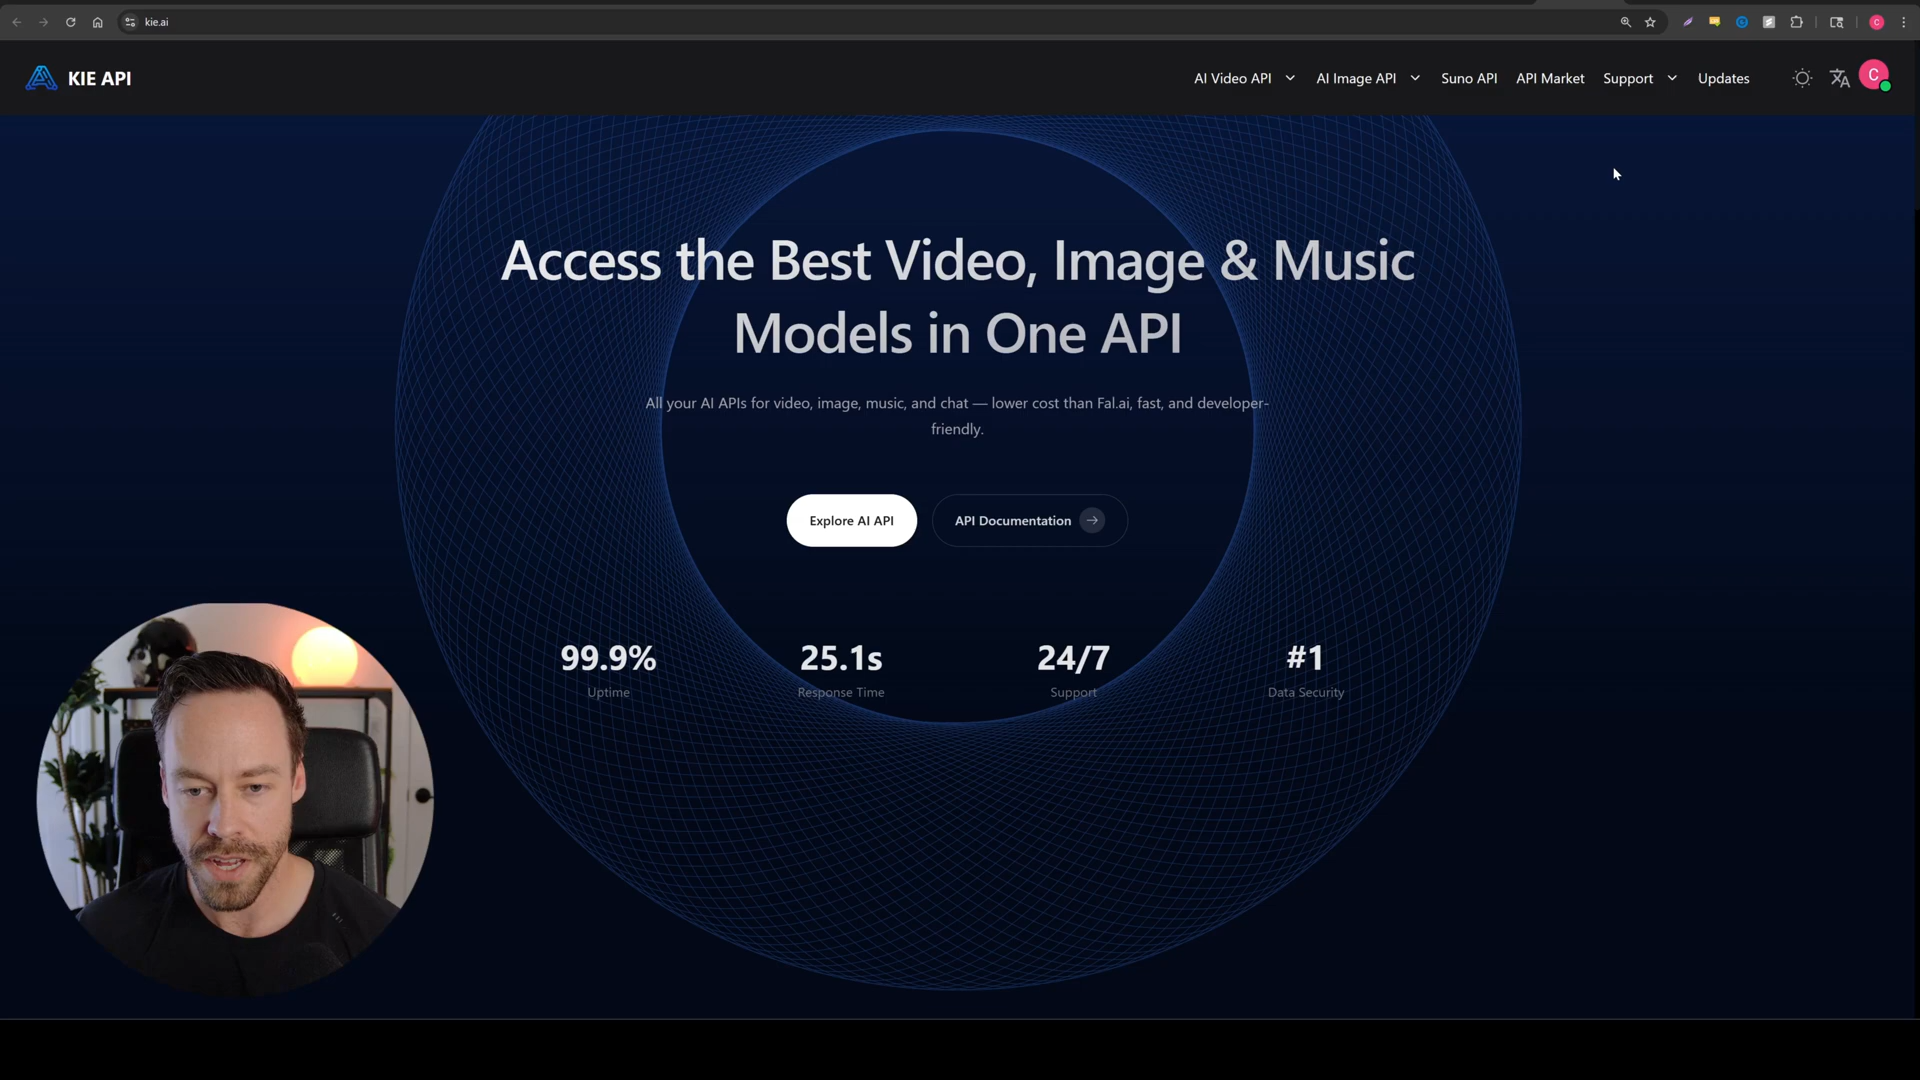 kie.ai
C
KIE API
AI Video API
AI Image API
Suno API
API Market
Support
Updates
C
Access the Best Video, Image & Music
Models in One API
All your AI APIs for video, image, music, and chat — lower cost than Fal.ai, fast, and developer-
friendly.
Explore AI API
API Documentation
99.9%
Uptime
25.1s
Response Time
24/7
Support
#1
Data Security